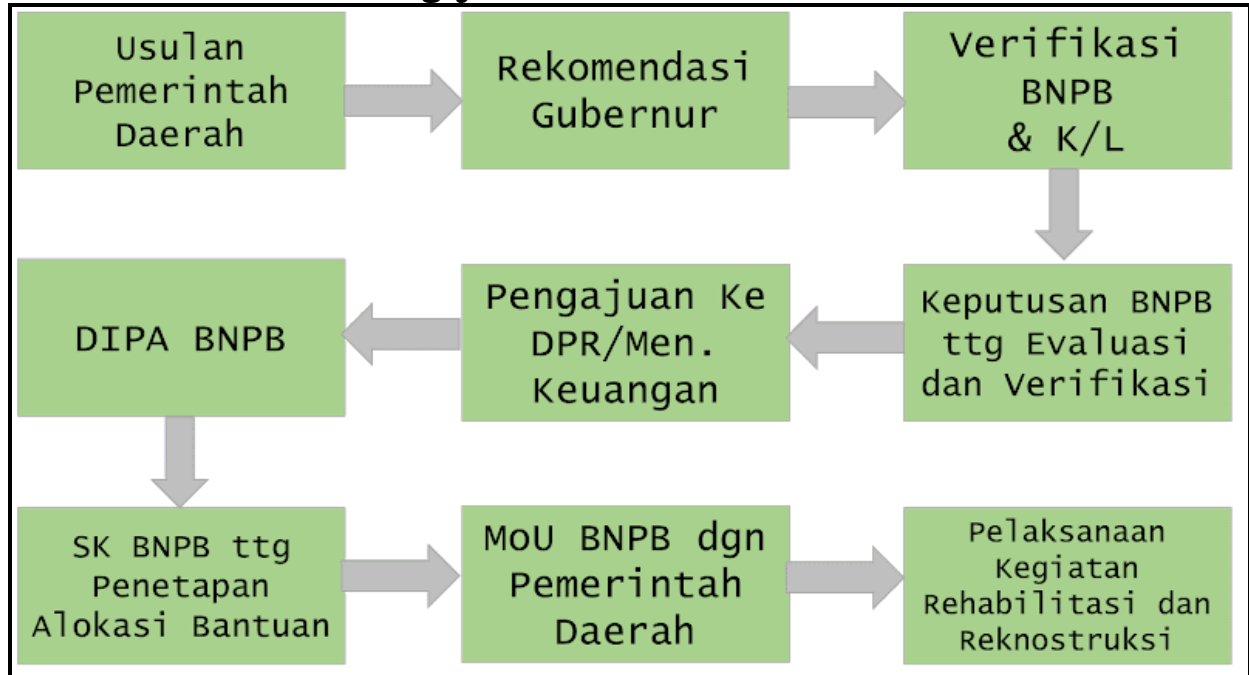 Usulan
Pemerintah
Daerah
Rekomendasi
Gubernur
Verifikasi
BNPB
& K/L
Keputusan BNPB
ttg Evaluasi
dan Verifikasi
Pengajuan Ke
DPR/Men.
Keuangan
DIPA BNPB
SK BNPB ttg
Penetapan
Alokasi Bantuan
MoU BNPB dgn
Pemerintah
Daerah
Pelaksanaan
Kegiatan
Rehabilitasi dan
Reknostruksi